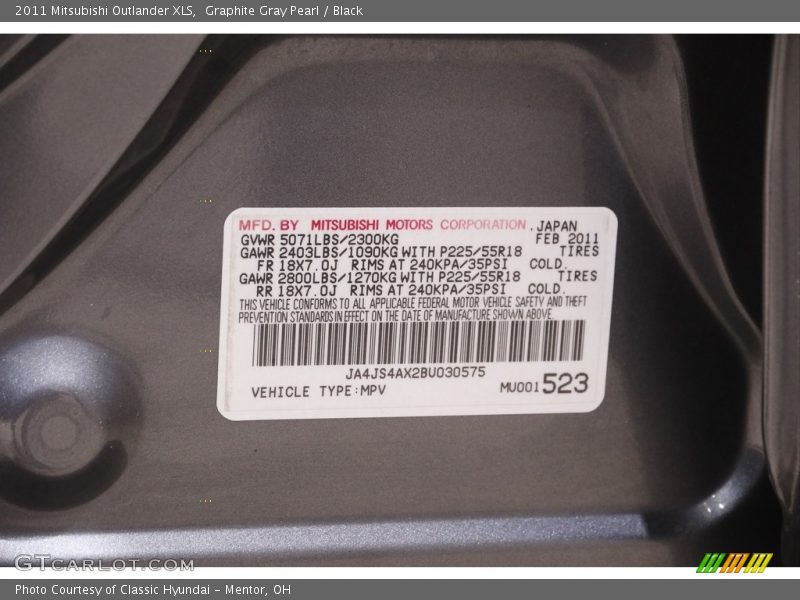 2011 Mitsubishi Outlander XLS,  Graphite Gray Pearl / Black
MFD. BY MITSUBISHI MOTORS CORPORATION , JAPAN
GVWR 5071LBS/2300KG FEB 2011
GAWR 2403LBS/1090KG WITH P225/55R18 TIRES
FR 18X7.0J RIMS AT 240KPA/35PSI COLD.
GAWR 2800LBS/1270KG WITH P225/55R18 TIRES
RR 18X7.0J RIMS AT 240KPA/35PSI COLD.
THIS VEHICLE CONFORMS TO ALL APPLICABLE FEDERAL MOTOR VEHICLE SAFETY AND THEFT
PREVENTION STANDARDS IN EFFECT ON THE DATE OF MANUFACTURE SHOWN ABOVE.
JA4JS4AX2BU030575
VEHICLE TYPE:MPV MU001523
GTCARLOT.COM
Photo Courtesy of Classic Hyundai - Mentor, OH